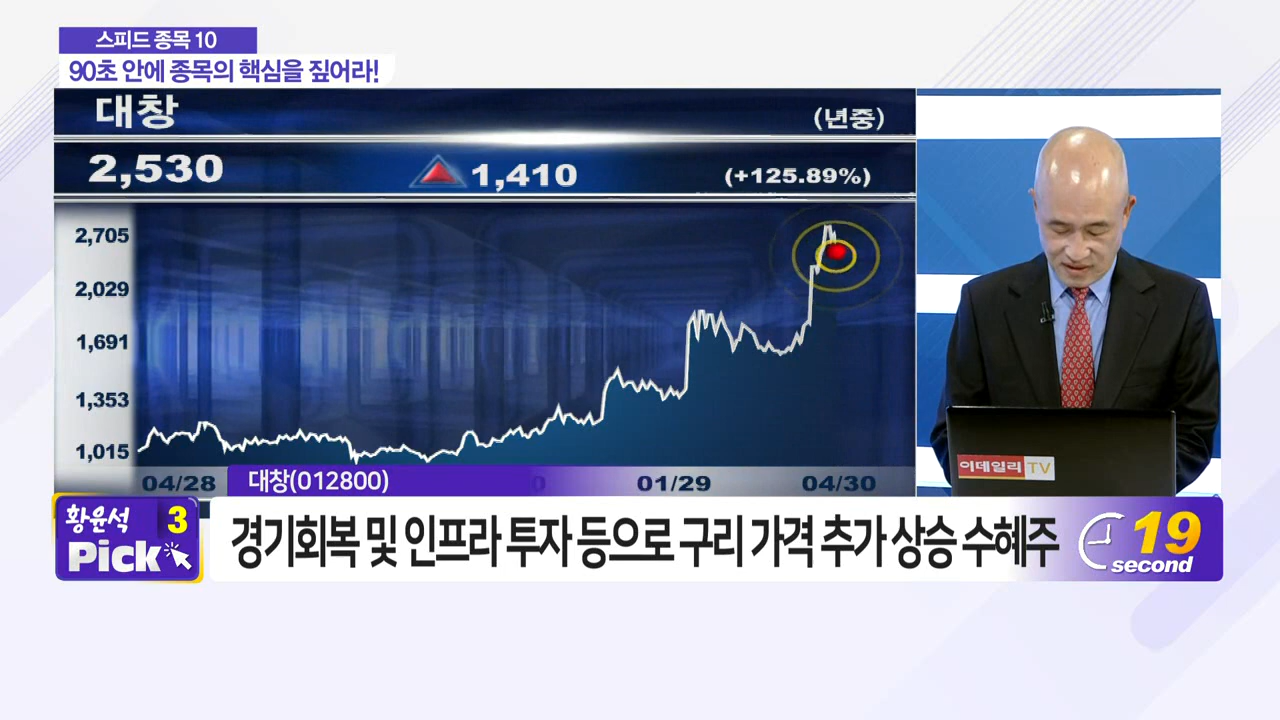 스피드 종목 10
90초 안에 종목의 핵심을 짚어라!
대창
(년중)
2,530
1,410
(+125.89%)
2,705
2,029
1,691
1,353
1,015
04/28
0
01/29
04/30
대창(012800)
이데일리 TV
황윤석
3
Pick
경기회복 및 인프라 투자 등으로 구리 가격 추가 상승 수혜주
19
second